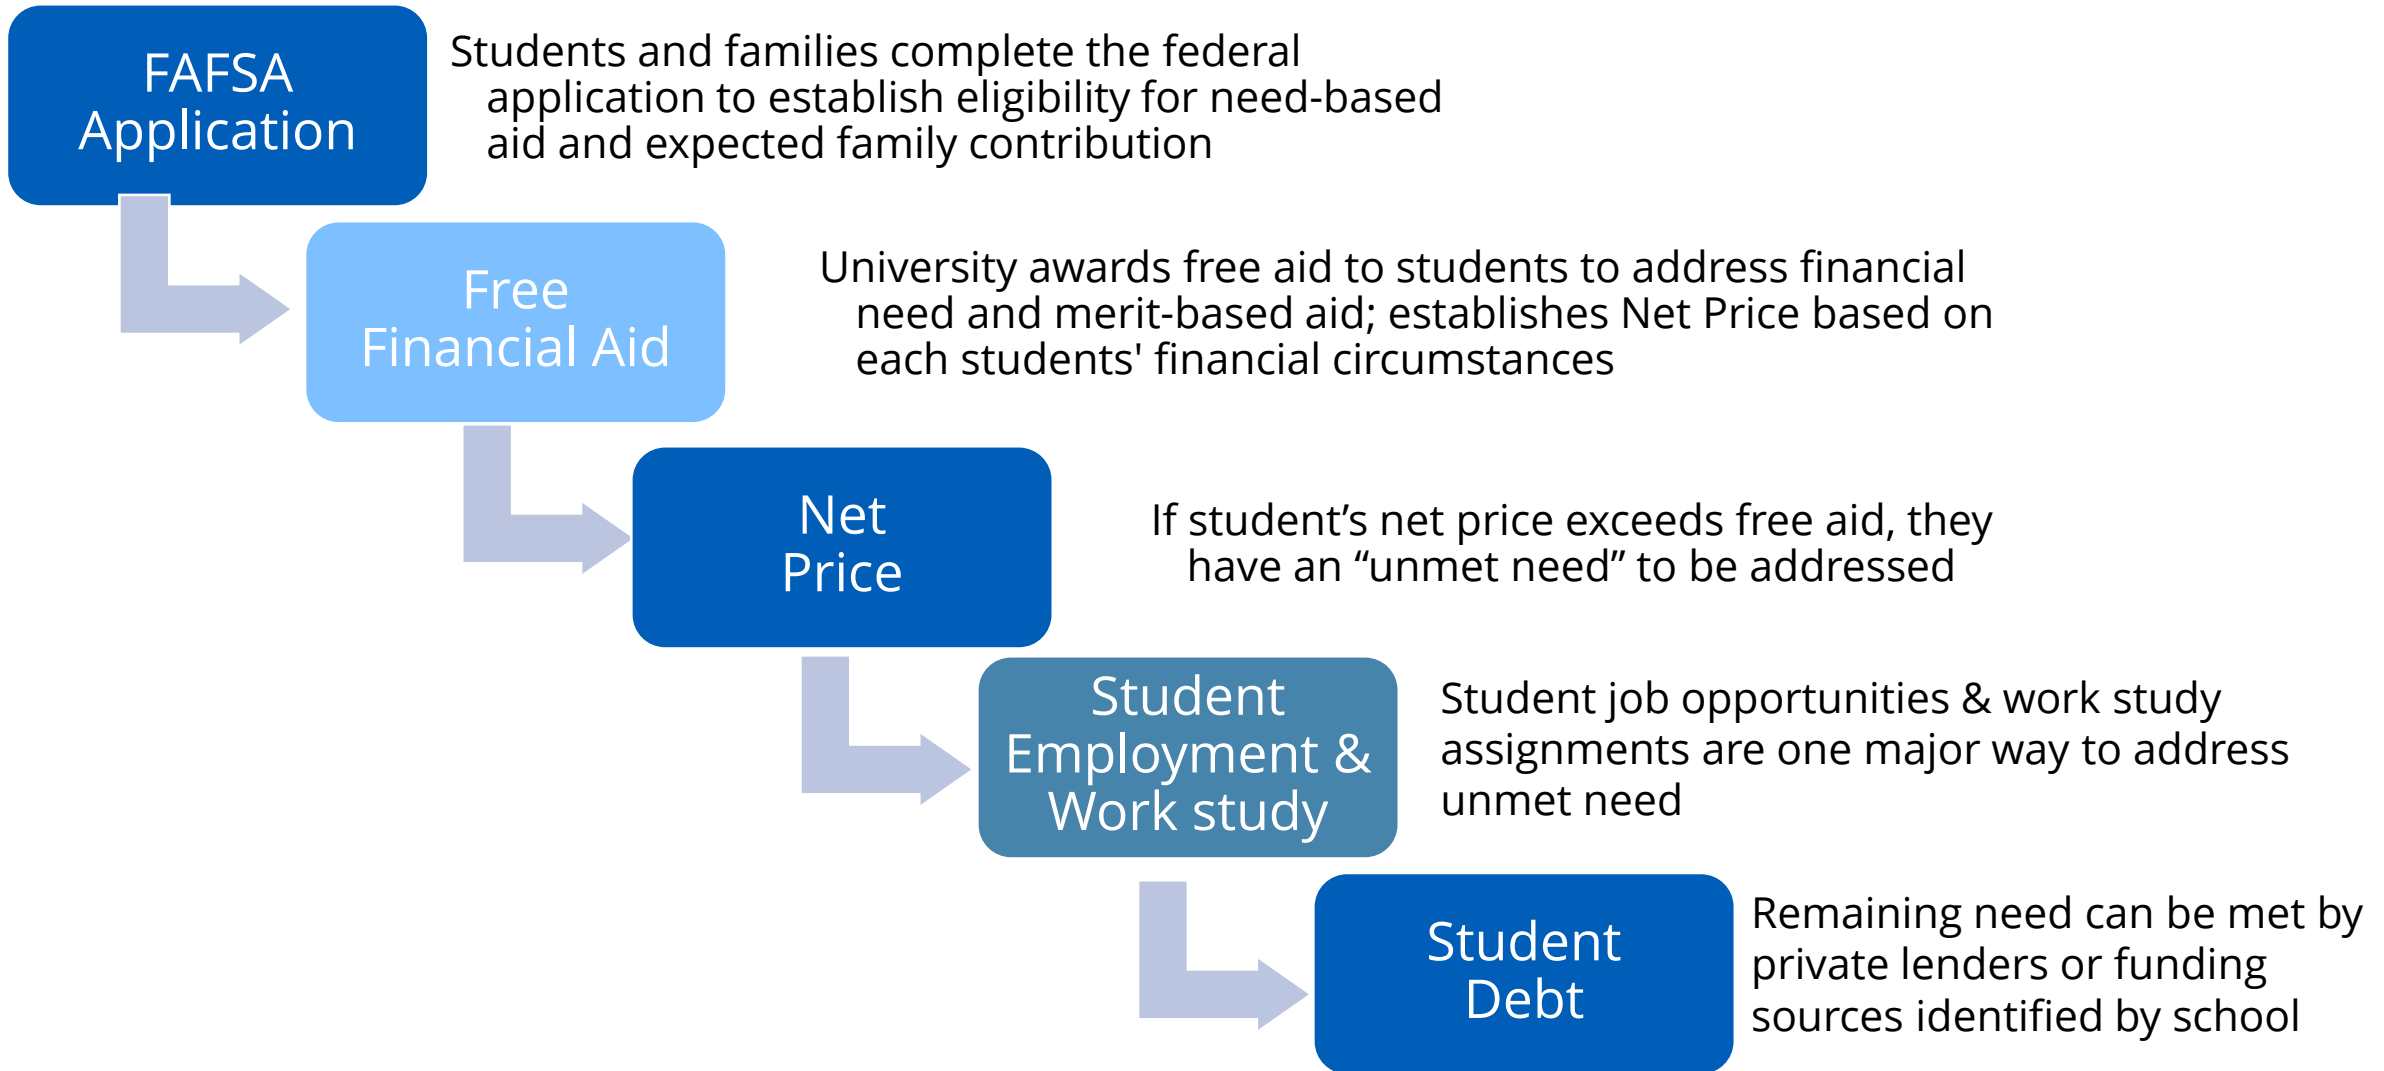 FAFSA
Application
Students and families complete the federal
application to establish eligibility for need-based
aid and expected family contribution
Free
Financial Aid
University awards free aid to students to address financial
need and merit-based aid; establishes Net Price based on
each students' financial circumstances
Net
Price
If student’s net price exceeds free aid, they
have an “unmet need” to be addressed
Student
Employment &
Work study
Student job opportunities & work study
assignments are one major way to address
unmet need
Student
Debt
Remaining need can be met by
private lenders or funding
sources identified by school